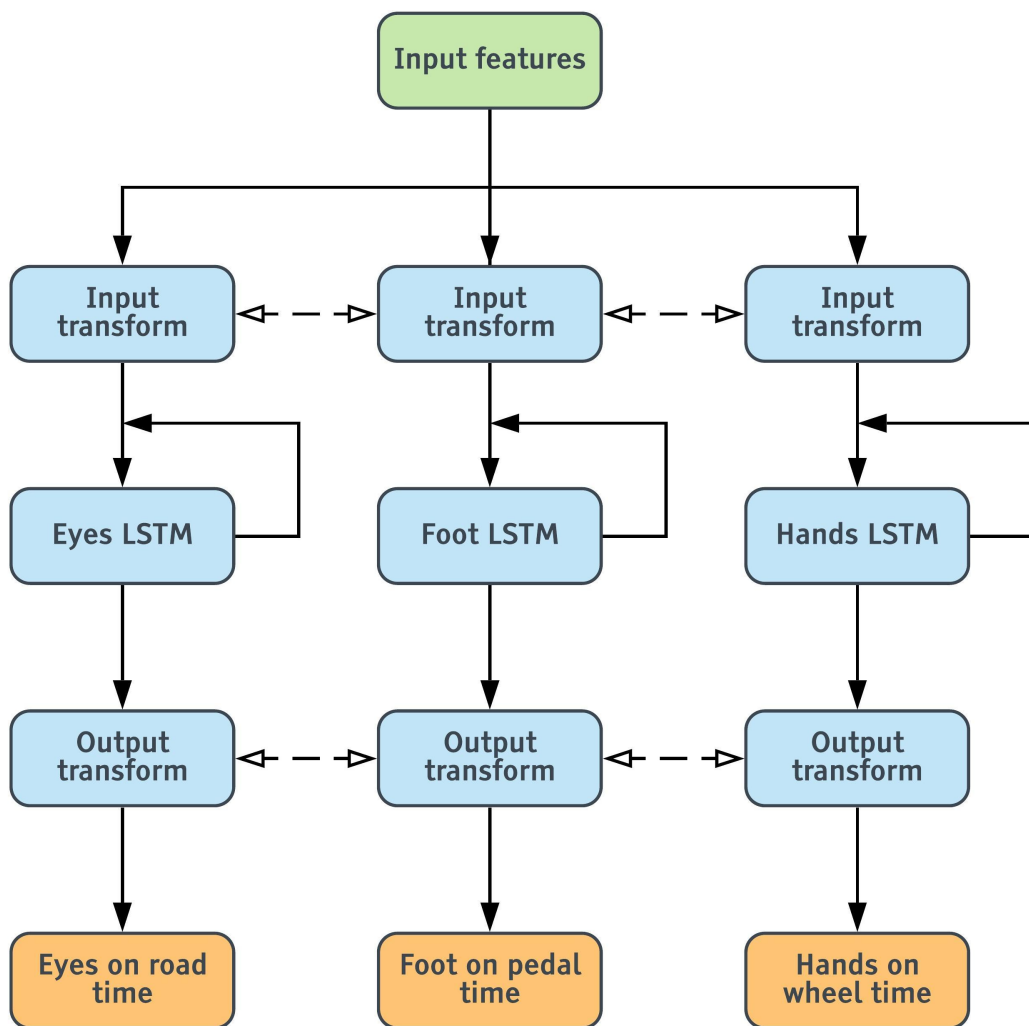 Input features
Input
transform
Input
transform
Input
transform
Eyes LSTM
Foot LSTM
Hands LSTM
Output
transform
Output
transform
Output
transform
Eyes on road
time
Foot on pedal
time
Hands on
wheel time